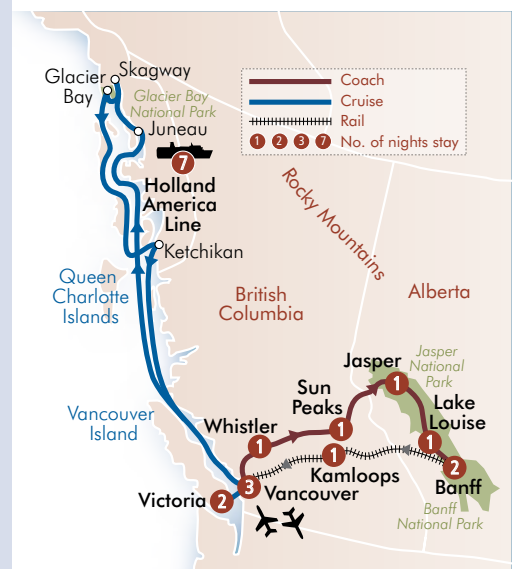 Skagway
Glacier
Bay
Glacier Bay
National Park
Juneau
7
Holland
America
Line
Ketchikan
Coach
Cruise
Rail
1 2 3 7 No. of nights stay
Rocky Mountains
Queen
Charlotte
Islands
British
Columbia
Alberta
Jasper
Jasper
National
Park
1
Sun
Peaks
1
Lake
Louise
1
Vancouver
Island
Whistler
1
1
Kamloops
2
Banff
Banff
National Park
Victoria 2
3 Vancouver